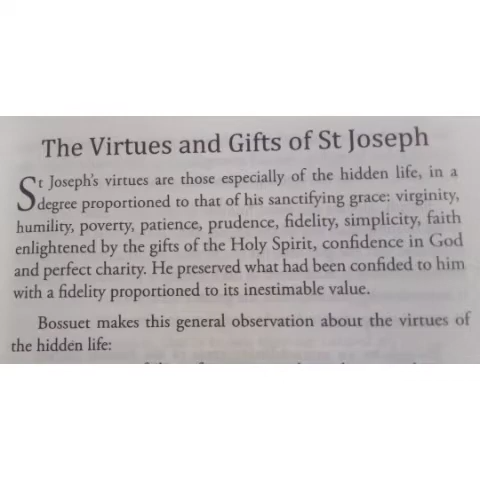 The Virtues and Gifts of St Joseph
St Joseph's virtues are those especially of the hidden life, in a
degree proportioned to that of his sanctifying grace: virginity,
humility, poverty, patience, prudence, fidelity, simplicity, faith
enlightened by the gifts of the Holy Spirit, confidence in God
and perfect charity. He preserved what had been confided to him
with a fidelity proportioned to its inestimable value.
Bossuet makes this general observation about the virtues of
the hidden life: